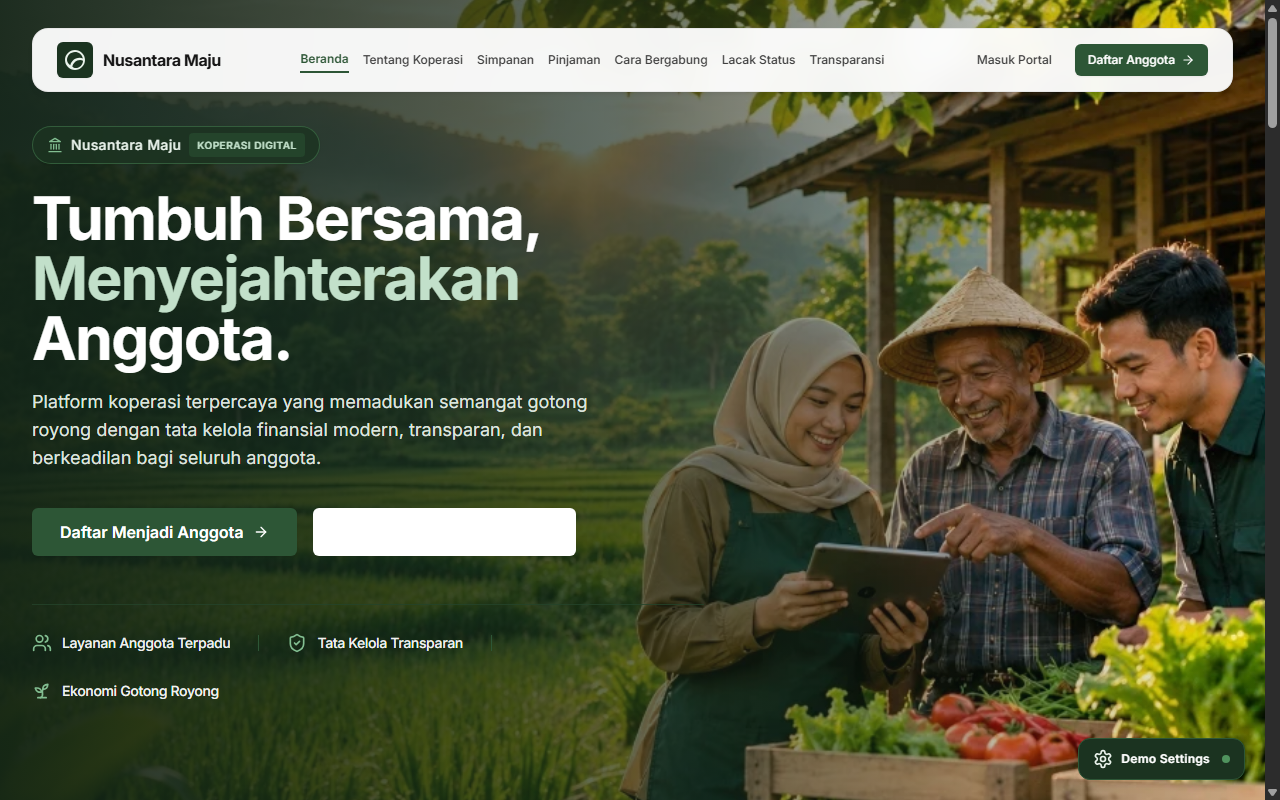 Nusantara Maju
Beranda
Tentang Koperasi
Simpanan
Pinjaman
Cara Bergabung
Lacak Status
Transparansi
Masuk Portal
Daftar Anggota
Nusantara Maju
KOPERASI DIGITAL
Tumbuh Bersama,
Menyejahterakan
Anggota.
Platform koperasi terpercaya yang memadukan semangat gotong
royong dengan tata kelola finansial modern, transparan, dan
berkeadilan bagi seluruh anggota.
Daftar Menjadi Anggota
Layanan Anggota Terpadu
Tata Kelola Transparan
Ekonomi Gotong Royong
Demo Settings